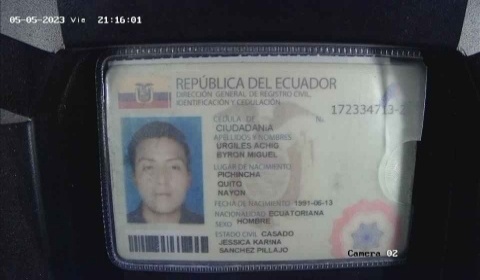 05-05-2023 Vie 21:16:01
REPÚBLICA DEL ECUADOR
DIRECCIÓN GENERAL DE REGISTRO CIVIL,
IDENTIFICACIÓN Y CEDULACIÓN
172334713-2
CÉDULA DE
CIUDADANÍA
APELLIDOS Y NOMBRES
URGILES ACHIG
BYRON MIGUEL
LUGAR DE NACIMIENTO
PICHINCHA
QUITO
NAYON
FECHA DE NACIMIENTO 1991-06-13
NACIONALIDAD ECUATORIANA
SEXO HOMBRE
ESTADO CIVIL CASADO
JESSICA KARINA
SANCHEZ PILLAJO
Camera 02